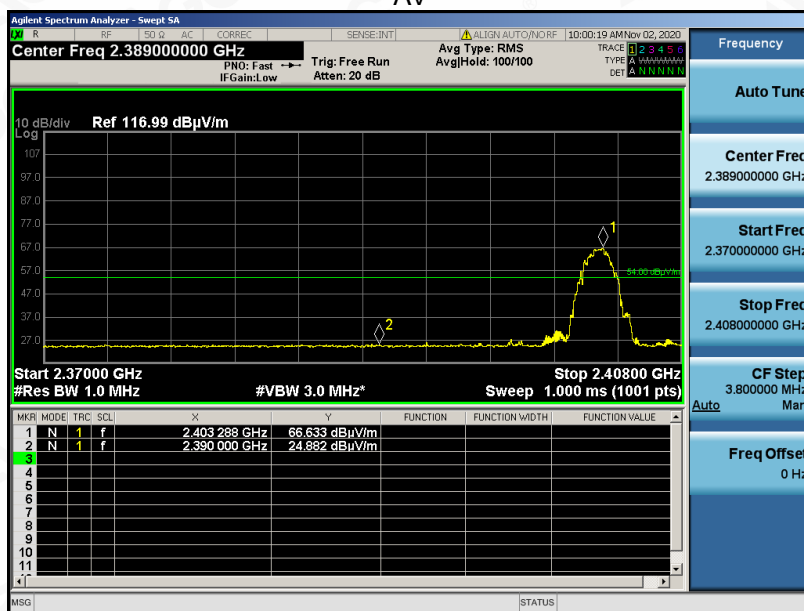 AV
Agilent Spectrum Analyzer - Swept SA
LXI R RF 50 Ω AC CORREC SENSE:INT ALIGN AUTO/NO RF 10:00:19 AM Nov 02, 2020
Center Freq 2.389000000 GHz
PNO: Fast
IFGain:Low
Trig: Free Run
Atten: 20 dB
Avg Type: RMS
Avg|Hold: 100/100
TRACE 1 2 3 4 5 6
TYPE A WWWWW
DET A N N N N N
10 dB/div Ref 116.99 dBµV/m
Log
107
97.0
87.0
77.0
67.0
57.0
47.0
37.0
27.0
1
54.00 dBµV/m
2
Start 2.37000 GHz Stop 2.40800 GHz
#Res BW 1.0 MHz #VBW 3.0 MHz* Sweep 1.000 ms (1001 pts)
MKR MODE TRC SCL X Y FUNCTION FUNCTION WIDTH FUNCTION VALUE
1 N 1 f 2.403 288 GHz 66.633 dBµV/m
2 N 1 f 2.390 000 GHz 24.882 dBµV/m
3
4
5
6
7
8
9
10
11
MSG STATUS
Frequency
Auto Tune
Center Freq
2.389000000 GHz
Start Freq
2.370000000 GHz
Stop Freq
2.408000000 GHz
CF Step
3.800000 MHz
Auto Man
Freq Offset
0 Hz